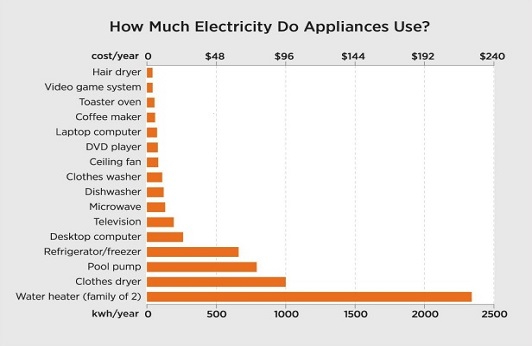 How Much Electricity Do Appliances Use?
cost/year 0 $48 $96 $144 $192 $240
Hair dryer
Video game system
Toaster oven
Coffee maker
Laptop computer
DVD player
Ceiling fan
Clothes washer
Dishwasher
Microwave
Television
Desktop computer
Refrigerator/freezer
Pool pump
Clothes dryer
Water heater (family of 2)
kwh/year 0 500 1000 1500 2000 2500